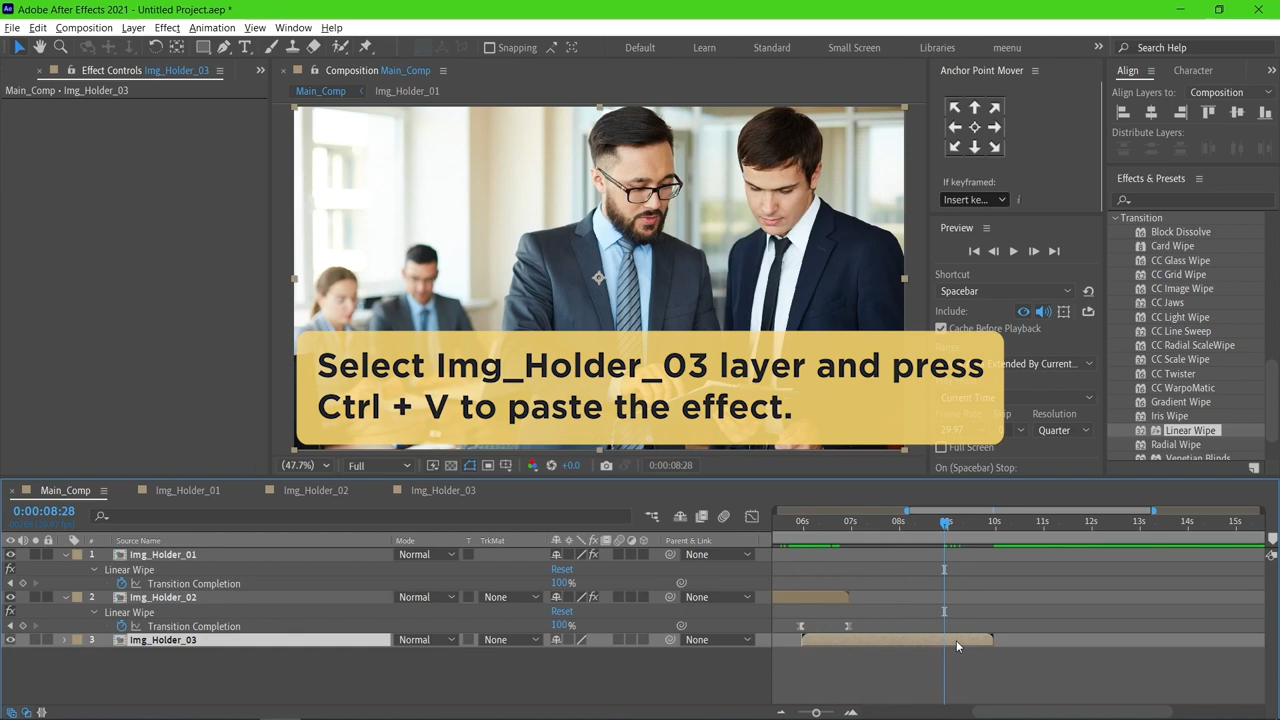 Adobe After Effects 2021 - Untitled Project.aep *
File Edit Composition Layer Effect Animation View Window Help
Snapping Default Learn Standard Small Screen Libraries meenu Search Help
Effect Controls Img_Holder_03
Main_Comp • Img_Holder_03
Composition Main_Comp
Main_Comp Img_Holder_01
Anchor Point Mover
If keyframed:
Insert ke...
Preview
Shortcut
Spacebar
Include:
Cache Before Playback
Extended By Current...
Current Time
Resolution
Quarter
Full Screen
On (Spacebar) Stop:
Align Character
Align Layers to: Composition
Distribute Layers:
Effects & Presets
Transition
Block Dissolve
Card Wipe
CC Glass Wipe
CC Grid Wipe
CC Image Wipe
CC Jaws
CC Light Wipe
CC Line Sweep
CC Radial ScaleWipe
CC Scale Wipe
CC Twister
CC WarpoMatic
Gradient Wipe
Iris Wipe
Linear Wipe
Radial Wipe
Venetian Blinds
Select Img_Holder_03 layer and press
Ctrl + V to paste the effect.
(47.7%) Full +0.0 0:00:08:28
Main_Comp Img_Holder_01 Img_Holder_02 Img_Holder_03
0:00:08:28
06s 07s 08s 10s 11s 12s 13s 14s 15s
# Source Name Mode T TrkMat Parent & Link
1 Img_Holder_01 Normal None
Linear Wipe Reset
Transition Completion 100%
2 Img_Holder_02 Normal None None
Linear Wipe Reset
Transition Completion 100%
3 Img_Holder_03 Normal None None